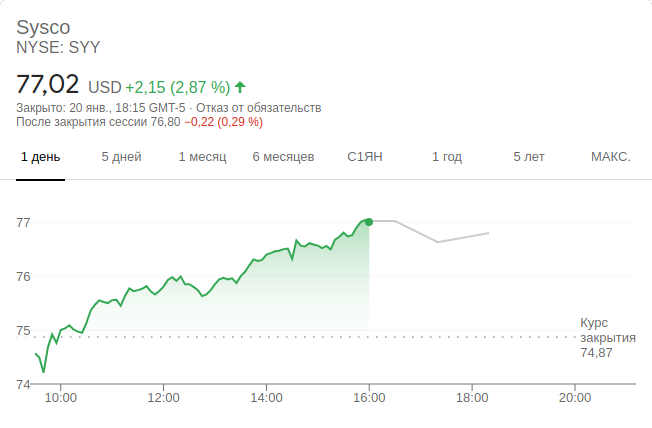 Sysco
NYSE: SYY
77,02 USD +2,15 (2,87 %)
Закрыто: 20 янв., 18:15 GMT-5 · Отказ от обязательств
После закрытия сессии 76,80 −0,22 (0,29 %)
1 день 5 дней 1 месяц 6 месяцев С1ЯН 1 год 5 лет МАКС.
77
76
75
Курс
закрытия
74,87
74
10:00 12:00 14:00 16:00 18:00 20:00